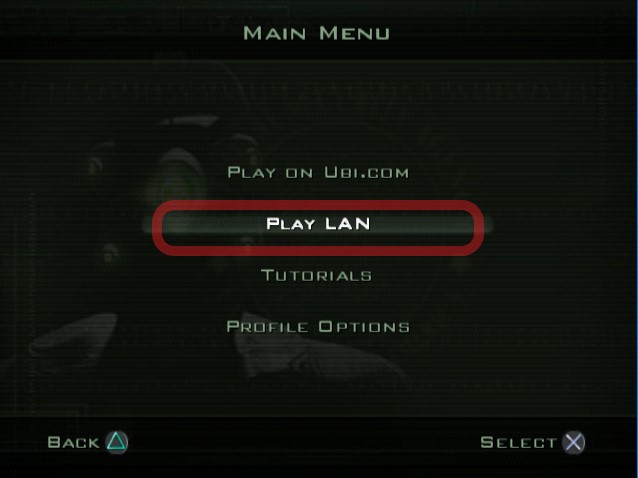 Main Menu
Play on Ubi.com
Play LAN
Tutorials
Profile Options
Back
Select